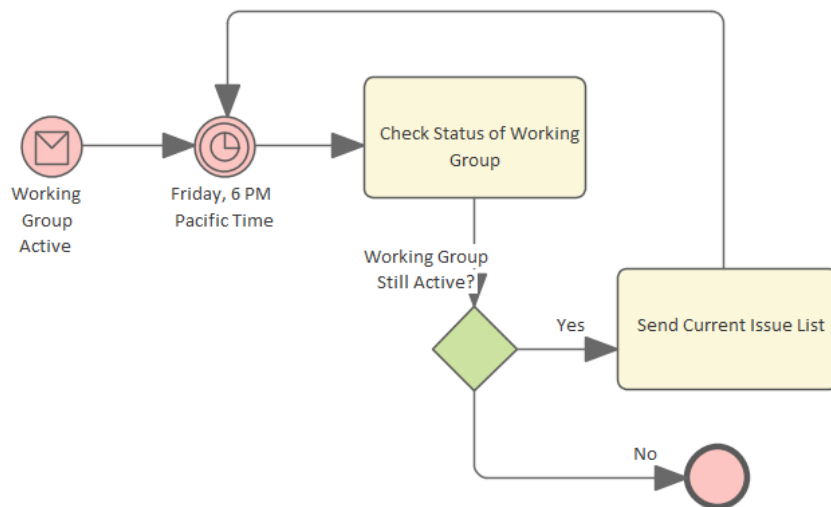 Working
Group
Active
Friday, 6 PM
Pacific Time
Check Status of Working
Group
Working Group
Still Active?
Yes
Send Current Issue List
No